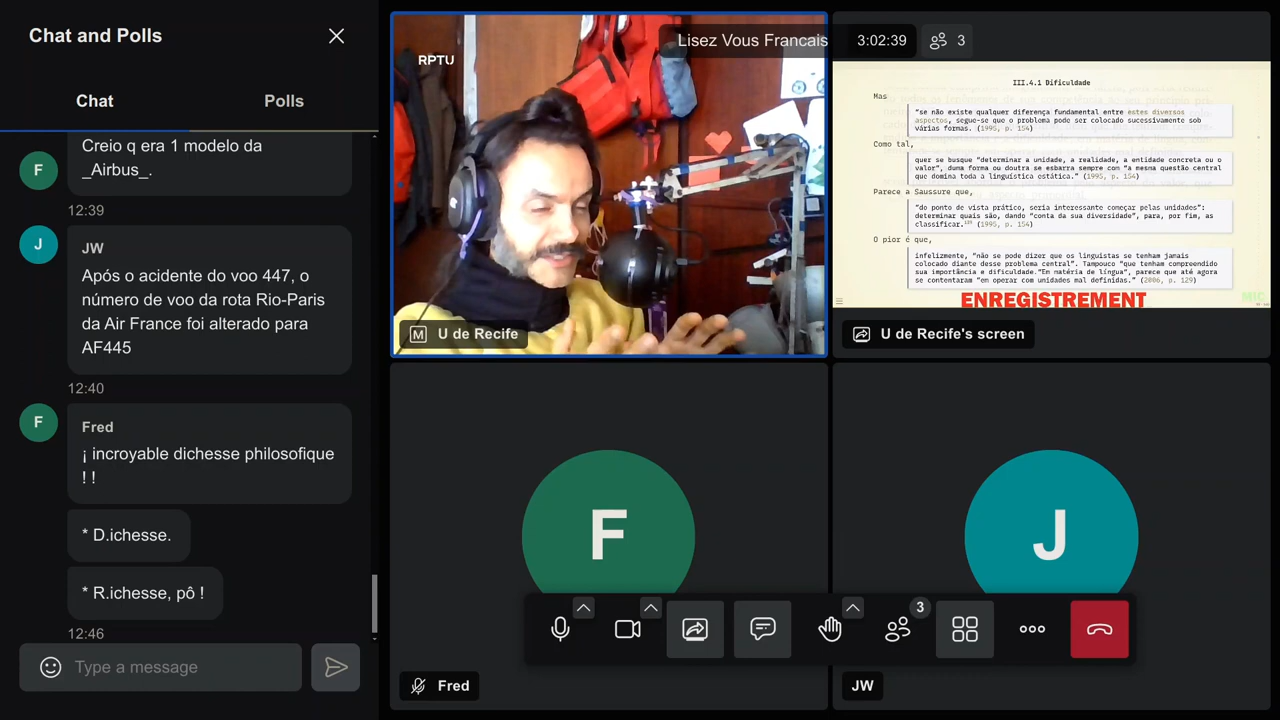 Chat and Polls
Chat
Polls
Creio q era 1 modelo da
_Airbus_.
F
12:39
J
JW
Após o acidente do voo 447, o
número de voo da rota Rio-Paris
da Air France foi alterado para
AF445
12:40
F
Fred
¡ incroyable dichesse philosofique
! !
* D.ichesse.
* R.ichesse, pô !
12:46
Type a message
RPTU
Lisez Vous Francais
3:02:39
3
M
U de Recife
III.4.1 Dificuldade
Mas
“se não existe qualquer diferença fundamental entre estes diversos
aspectos, segue-se que o problema pode ser colocado sucessivamente sob
várias formas. (1995, p. 154)
Como tal,
quer se busque “determinar a unidade, a realidade, a entidade concreta ou o
valor”, duma forma ou doutra se esbarra sempre com “a mesma questão central
que domina toda a linguística estática.” (1995, p. 154)
Parece a Saussure que,
“do ponto de vista prático, seria interessante começar pelas unidades”:
determinar quais são, dando “conta da sua diversidade”, para, por fim, as
classificar. (1995, p. 154)
O pior é que,
infelizmente, “não se pode dizer que os linguistas se tenham jamais
colocado diante desse problema central”. Tampouco “que tenham compreendido
sua importância e dificuldade.”Em matéria de língua”, parece que até agora
se contentaram “en operar com unidades mal definidas.” (2006, p. 129)
ENREGISTREMENT
MIC
U de Recife's screen
F
J
3
Fred
JW